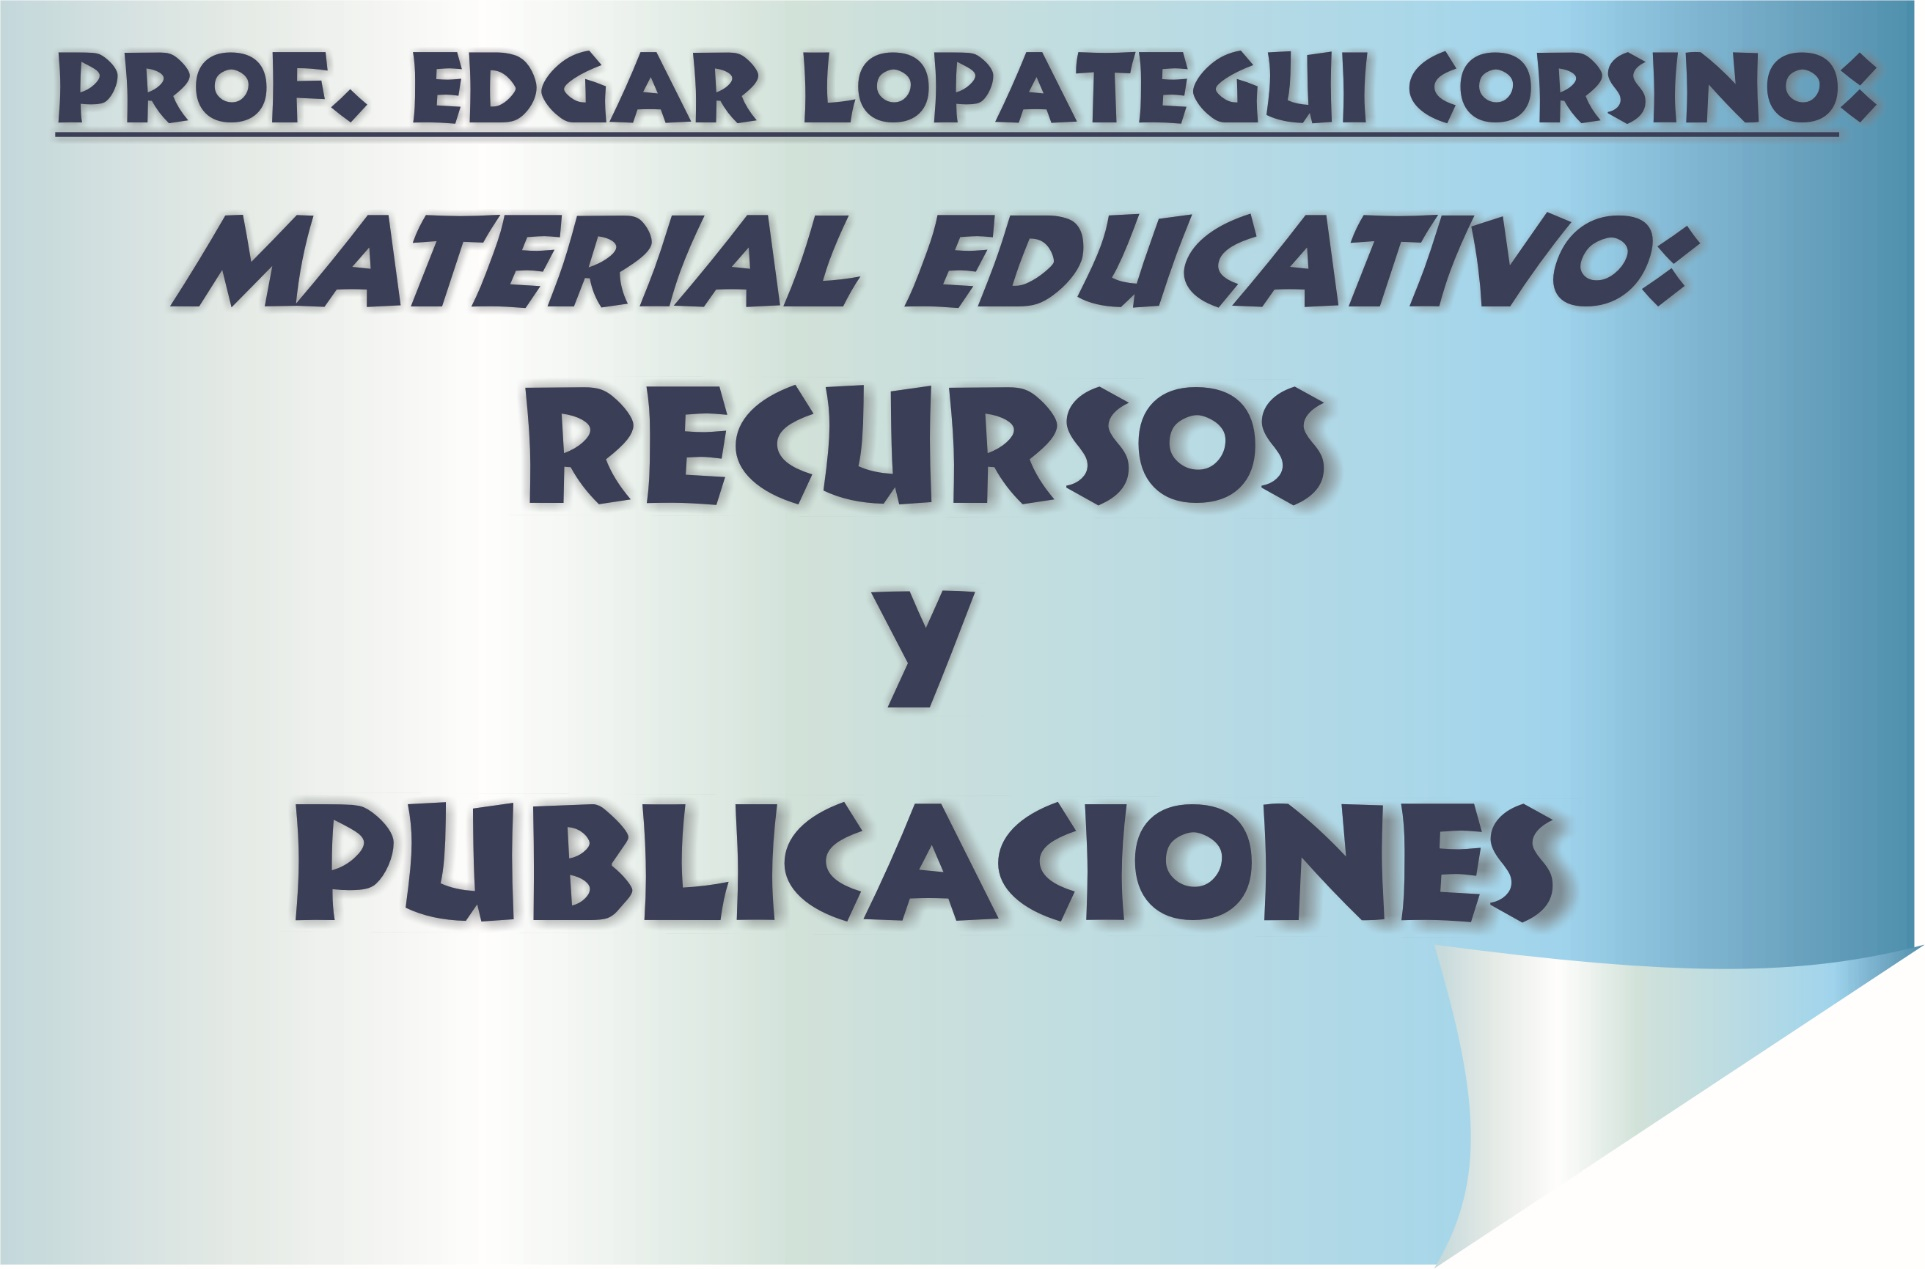 PROF. EDGAR LOPATEGUI CORSINO:
MATERIAL EDUCATIVO:
RECURSOS
Y
PUBLICACIONES